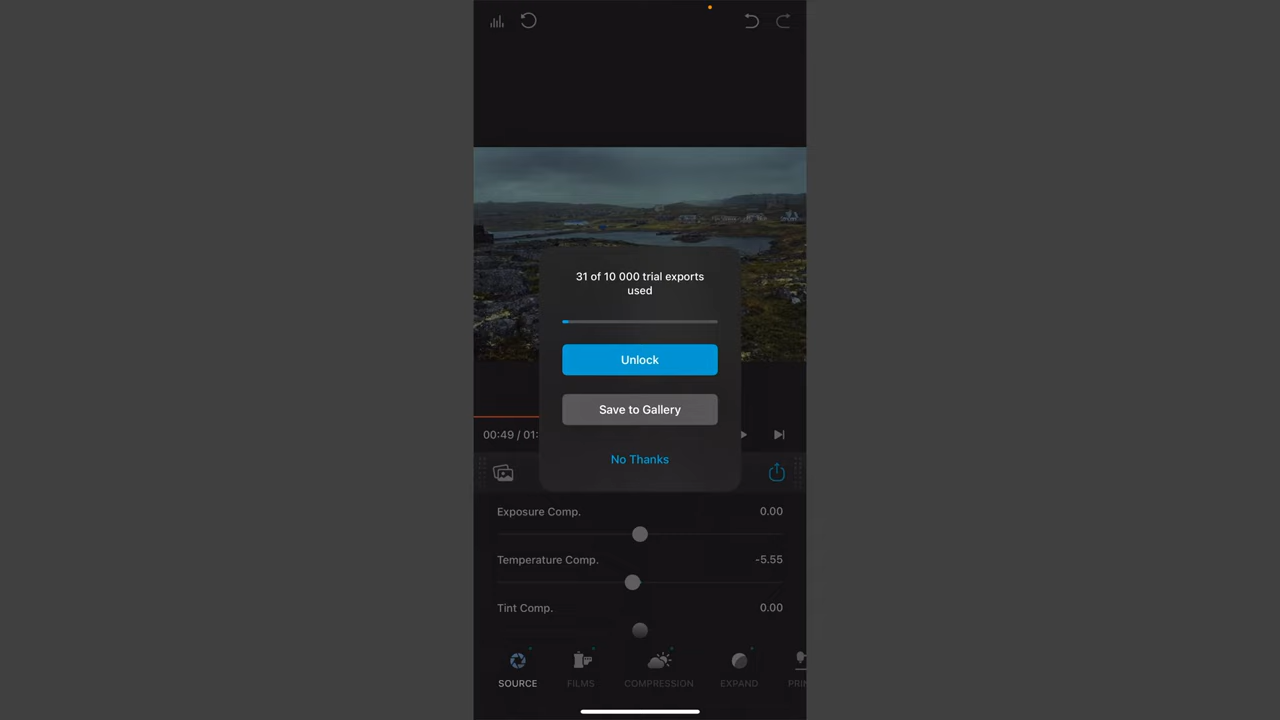 31 of 10 000 trial exports
used
Unlock
Save to Gallery
00:49 / 01:
No Thanks
Exposure Comp.
0.00
Temperature Comp.
-5.55
Tint Comp.
0.00
SOURCE
FILMS
COMPRESSION
EXPAND
PRIN